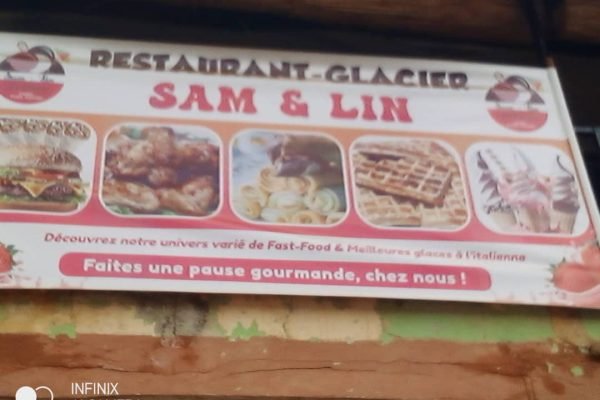 RESTAURANT-GLACIER
SAM & LIN
Découvrez notre univers varié de Fast-Food & Meilleures glaces à l'italienne
Faites une pause gourmande, chez nous !
INFINIX